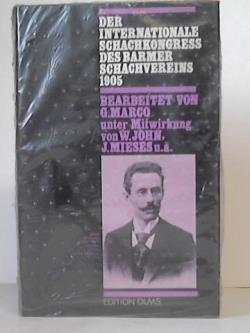 DER
INTERNATIONALE
SCHACHKONGRESS
DES BARMER
SCHACHVEREINS
1905
BEARBEITET VON
G.MARCO
unter Mitwirkung
von W.JOHN,
J.MIESES u.a.
EDITION OLMS